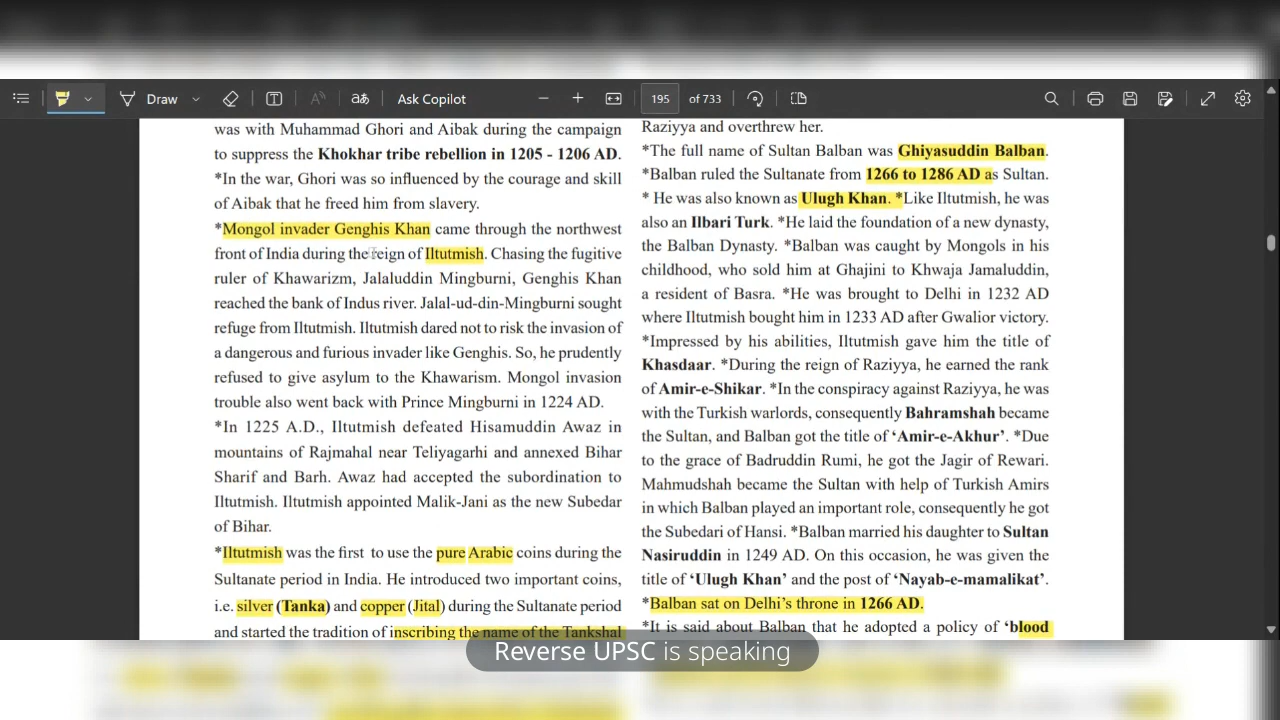 Draw
Ask Copilot
195 of 733
was with Muhammad Ghori and Aibak during the campaign
to suppress the Khokhar tribe rebellion in 1205 - 1206 AD.
*In the war, Ghori was so influenced by the courage and skill
of Aibak that he freed him from slavery.
*Mongol invader Genghis Khan came through the northwest
front of India during the reign of Iltutmish. Chasing the fugitive
ruler of Khawarizm, Jalaluddin Mingburni, Genghis Khan
reached the bank of Indus river. Jalal-ud-din-Mingburni sought
refuge from Iltutmish. Iltutmish dared not to risk the invasion of
a dangerous and furious invader like Genghis. So, he prudently
refused to give asylum to the Khawarism. Mongol invasion
trouble also went back with Prince Mingburni in 1224 AD.
*In 1225 A.D., Iltutmish defeated Hisamuddin Awaz in
mountains of Rajmahal near Teliyagarhi and annexed Bihar
Sharif and Barh. Awaz had accepted the subordination to
Iltutmish. Iltutmish appointed Malik-Jani as the new Subedar
of Bihar.
*Iltutmish was the first to use the pure Arabic coins during the
Sultanate period in India. He introduced two important coins,
i.e. silver (Tanka) and copper (Jital) during the Sultanate period
and started the tradition of inscribing the name of the Tankshal
Raziyya and overthrew her.
*The full name of Sultan Balban was Ghiyasuddin Balban.
*Balban ruled the Sultanate from 1266 to 1286 AD as Sultan.
* He was also known as Ulugh Khan. *Like Iltutmish, he was
also an Ilbari Turk. *He laid the foundation of a new dynasty,
the Balban Dynasty. *Balban was caught by Mongols in his
childhood, who sold him at Ghajini to Khwaja Jamaluddin,
a resident of Basra. *He was brought to Delhi in 1232 AD
where Iltutmish bought him in 1233 AD after Gwalior victory.
*Impressed by his abilities, Iltutmish gave him the title of
Khasdaar. *During the reign of Raziyya, he earned the rank
of Amir-e-Shikar. *In the conspiracy against Raziyya, he was
with the Turkish warlords, consequently Bahramshah became
the Sultan, and Balban got the title of ‘Amir-e-Akhur’. *Due
to the grace of Badruddin Rumi, he got the Jagir of Rewari.
Mahmudshah became the Sultan with help of Turkish Amirs
in which Balban played an important role, consequently he got
the Subedari of Hansi. *Balban married his daughter to Sultan
Nasiruddin in 1249 AD. On this occasion, he was given the
title of ‘Ulugh Khan’ and the post of ‘Nayab-e-mamalikat’.
*Balban sat on Delhi’s throne in 1266 AD.
*It is said about Balban that he adopted a policy of ‘blood
Reverse UPSC is speaking